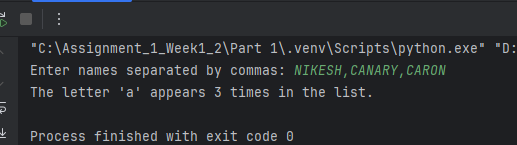 "C:\Assignment_1_Week1_2\Part 1\.venv\Scripts\python.exe" "D:
Enter names separated by commas: NIKESH,CANARY,CARON
The letter 'a' appears 3 times in the list.
Process finished with exit code 0